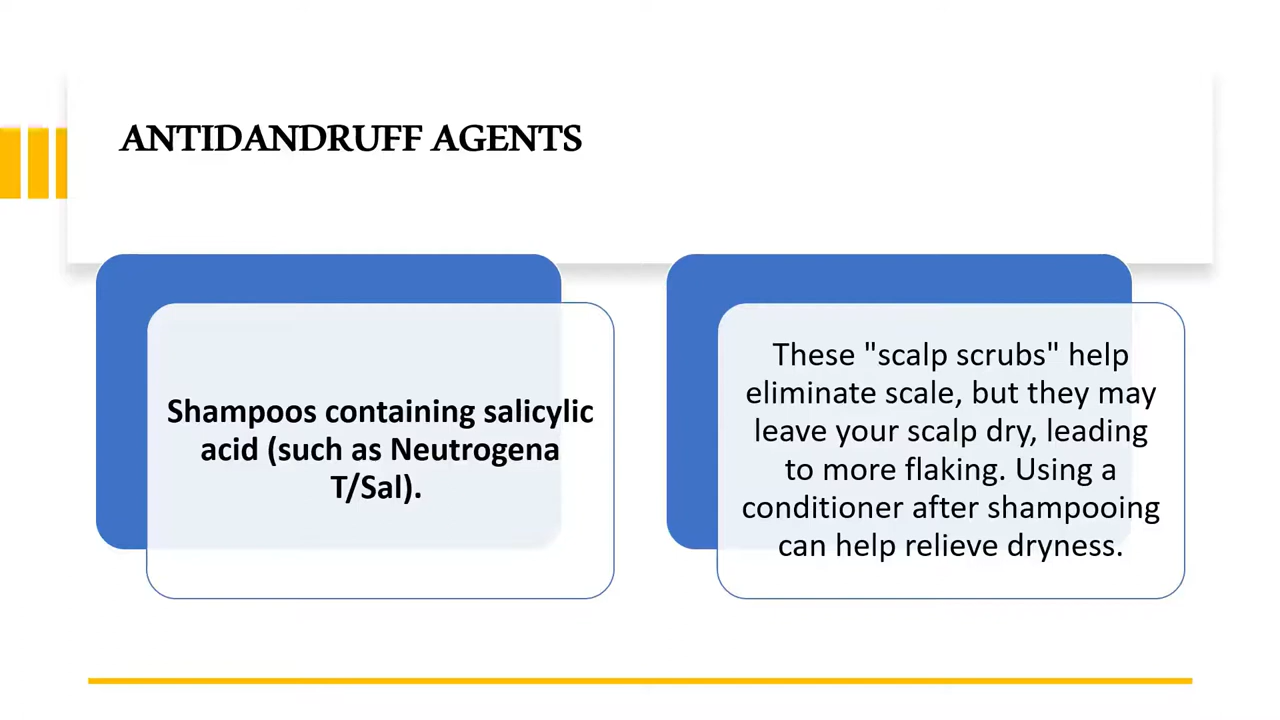 ANTIDANDRUFF AGENTS
Shampoos containing salicylic
acid (such as Neutrogena
T/Sal).
These "scalp scrubs" help
eliminate scale, but they may
leave your scalp dry, leading
to more flaking. Using a
conditioner after shampooing
can help relieve dryness.